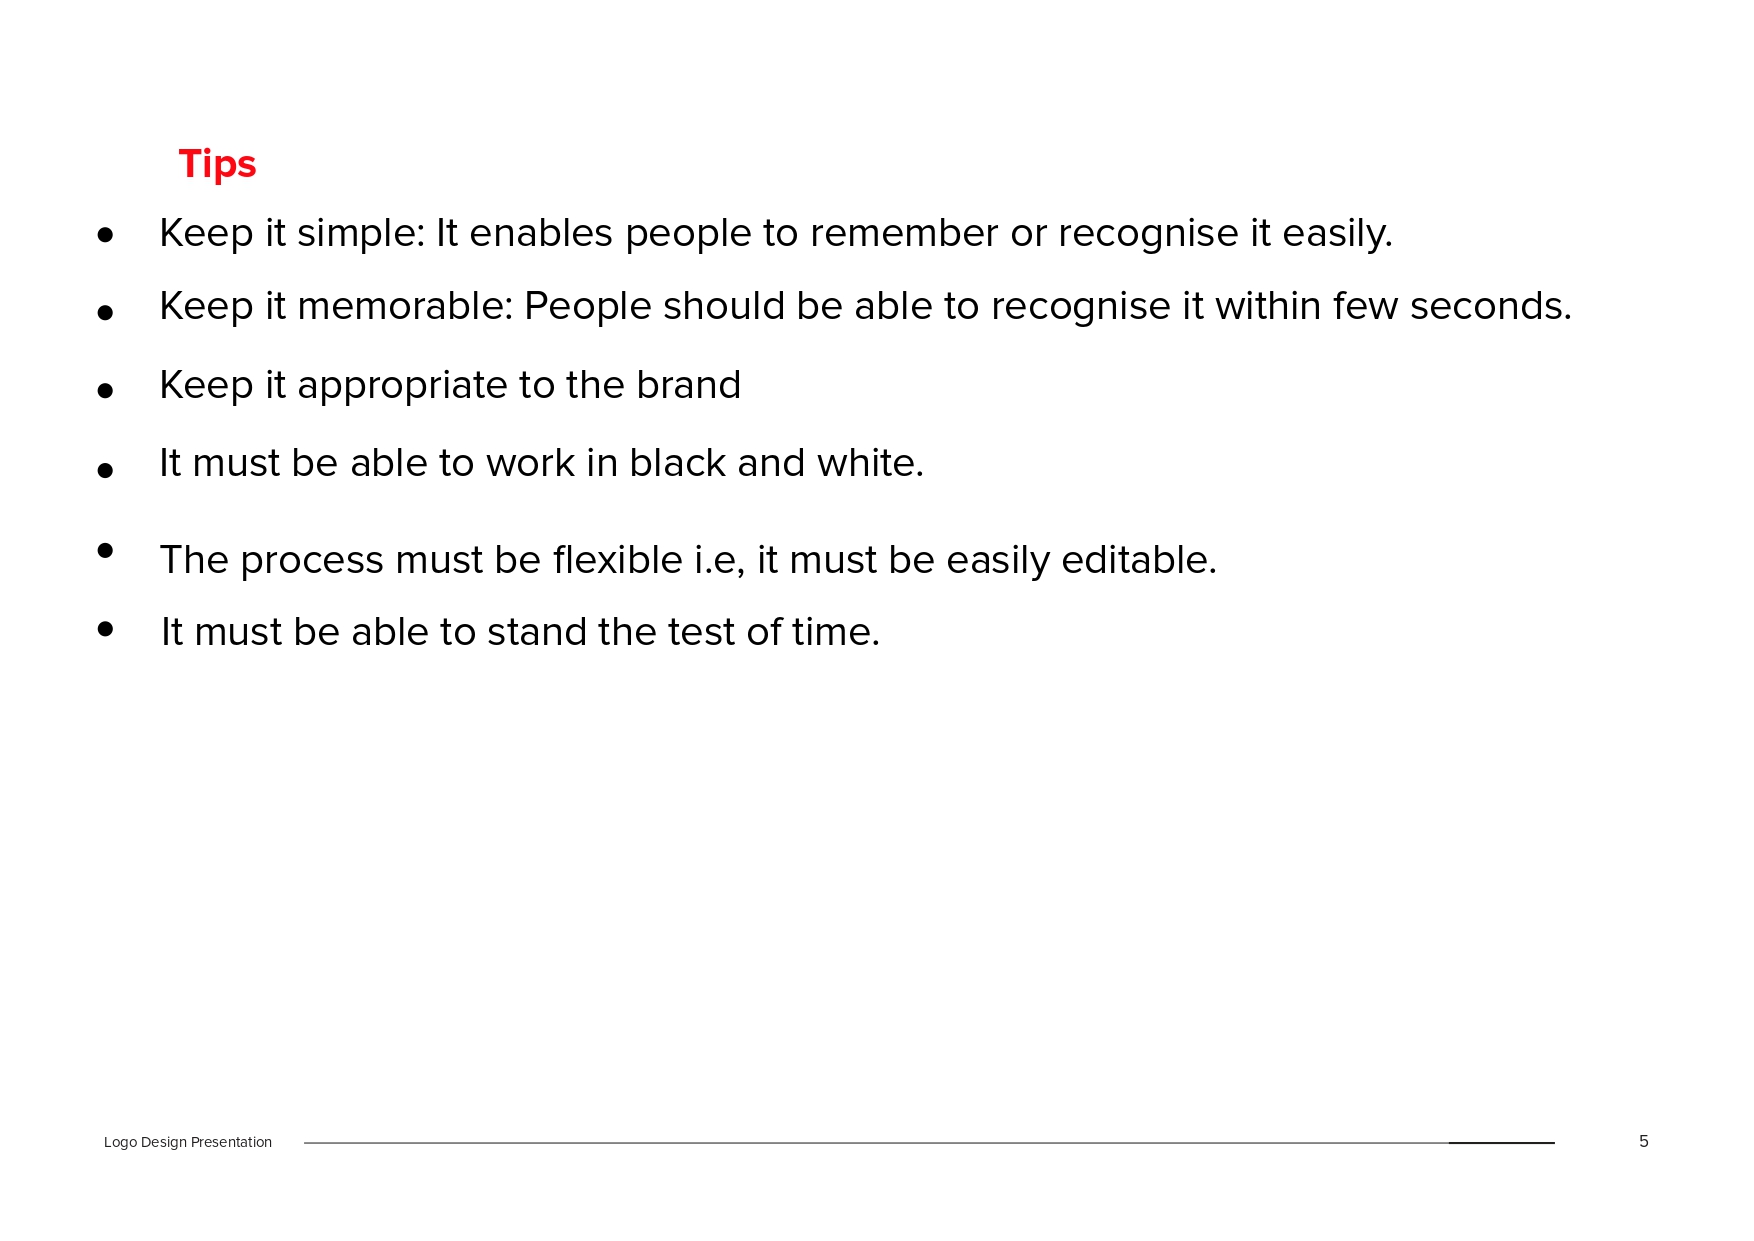 Tips
• Keep it simple: It enables people to remember or recognise it easily.
• Keep it memorable: People should be able to recognise it within few seconds.
• Keep it appropriate to the brand
• It must be able to work in black and white.
• The process must be flexible i.e, it must be easily editable.
• It must be able to stand the test of time.
Logo Design Presentation 5